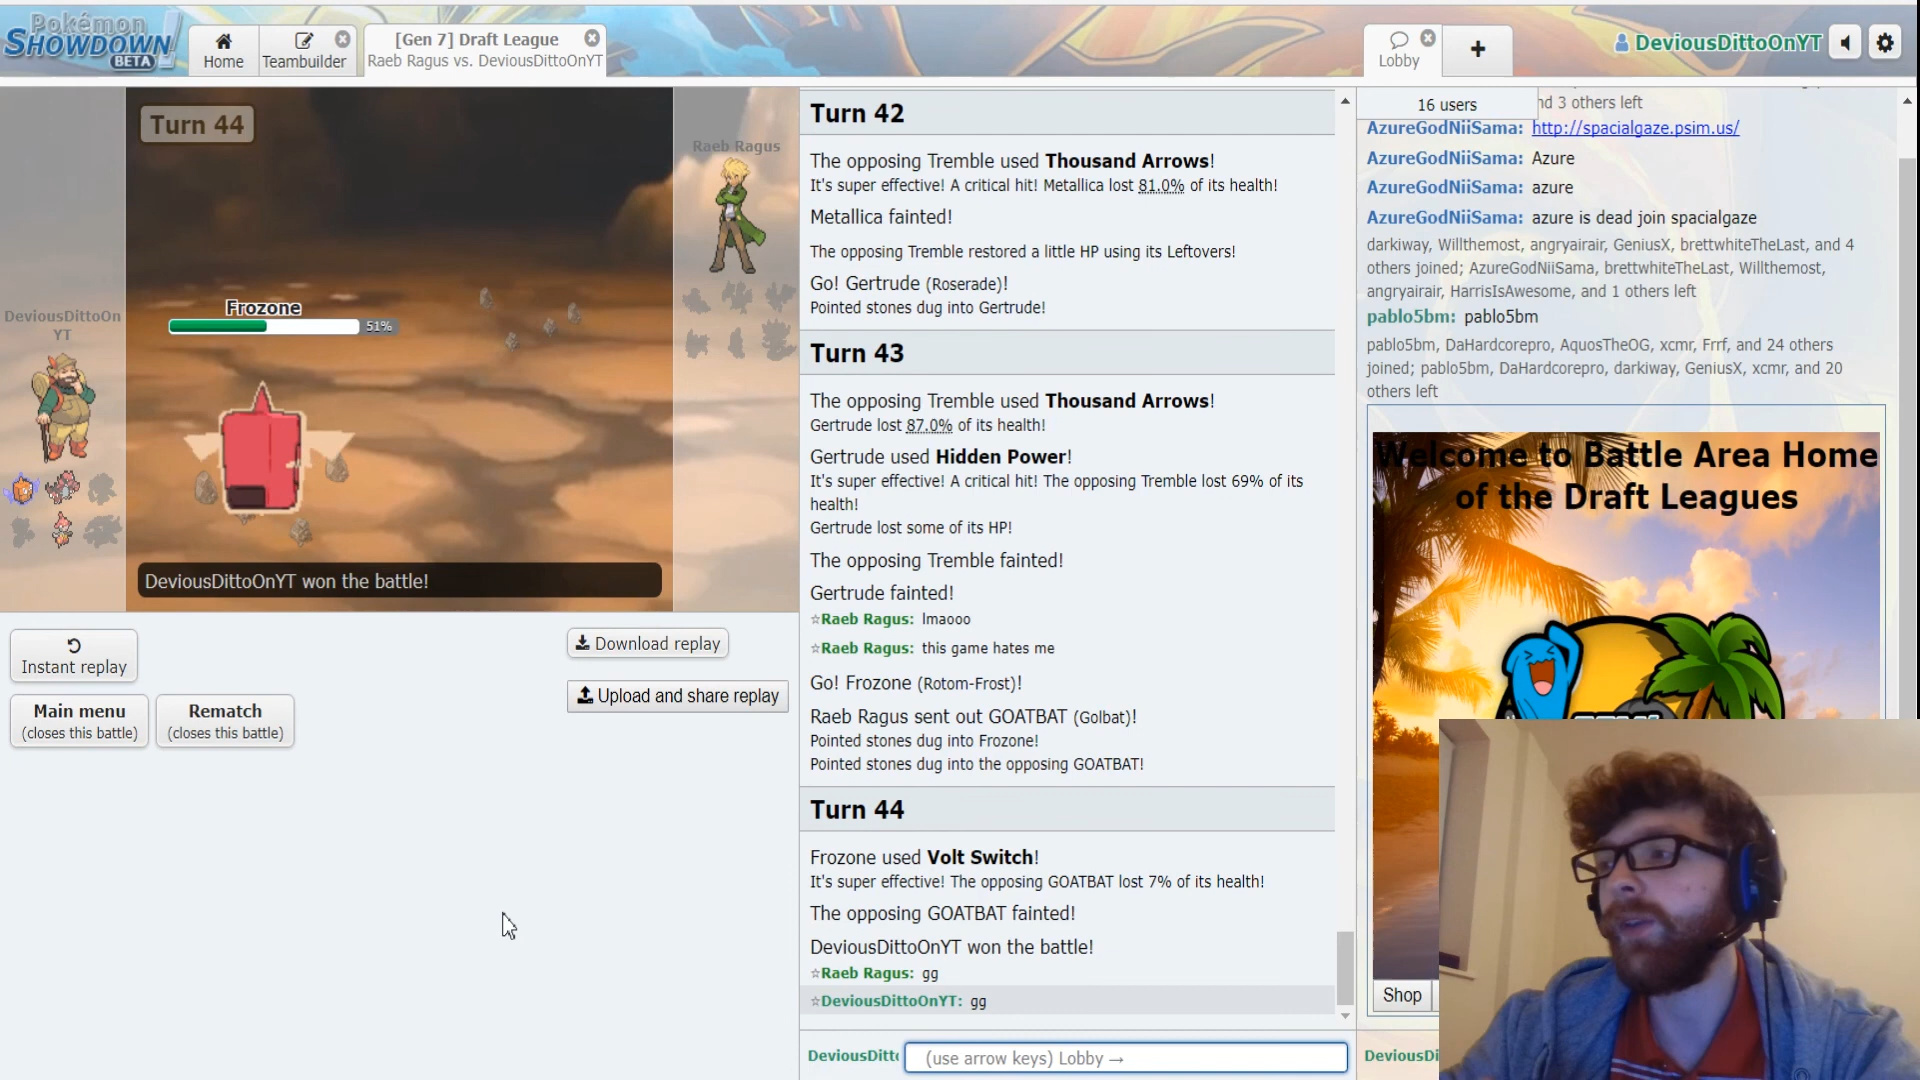 Pokémon
SHOWDOWN!
BETA
Home
Teambuilder
[Gen 7] Draft League
Raeb Ragus vs. DeviousDittoOnYT
Lobby
+
DeviousDittoOnYT
Turn 44
Raeb Ragus
DeviousDittoOn
YT
Frozone
51%
DeviousDittoOnYT won the battle!
Instant replay
Download replay
Upload and share replay
Main menu
(closes this battle)
Rematch
(closes this battle)
Turn 42
The opposing Tremble used Thousand Arrows!
It's super effective! A critical hit! Metallica lost 81.0% of its health!
Metallica fainted!
The opposing Tremble restored a little HP using its Leftovers!
Go! Gertrude (Roserade)!
Pointed stones dug into Gertrude!
Turn 43
The opposing Tremble used Thousand Arrows!
Gertrude lost 87.0% of its health!
Gertrude used Hidden Power!
It's super effective! A critical hit! The opposing Tremble lost 69% of its
health!
Gertrude lost some of its HP!
The opposing Tremble fainted!
Gertrude fainted!
☆Raeb Ragus: lmaooo
☆Raeb Ragus: this game hates me
Go! Frozone (Rotom-Frost)!
Raeb Ragus sent out GOATBAT (Golbat)!
Pointed stones dug into Frozone!
Pointed stones dug into the opposing GOATBAT!
Turn 44
Frozone used Volt Switch!
It's super effective! The opposing GOATBAT lost 7% of its health!
The opposing GOATBAT fainted!
DeviousDittoOnYT won the battle!
☆Raeb Ragus: gg
☆DeviousDittoOnYT: gg
DeviousDitt
(use arrow keys) Lobby →
16 users
nd 3 others left
AzureGodNiiSama: http://spacialgaze.psim.us/
AzureGodNiiSama: Azure
AzureGodNiiSama: azure
AzureGodNiiSama: azure is dead join spacialgaze
darkiway, Willthemost, angryairair, GeniusX, brettwhiteTheLast, and 4
others joined; AzureGodNiiSama, brettwhiteTheLast, Willthemost,
angryairair, HarrisIsAwesome, and 1 others left
pablo5bm: pablo5bm
pablo5bm, DaHardcorepro, AquosTheOG, xcmr, Frrf, and 24 others
joined; pablo5bm, DaHardcorepro, darkiway, GeniusX, xcmr, and 20
others left
Welcome to Battle Area Home
of the Draft Leagues
Shop
DeviousDi